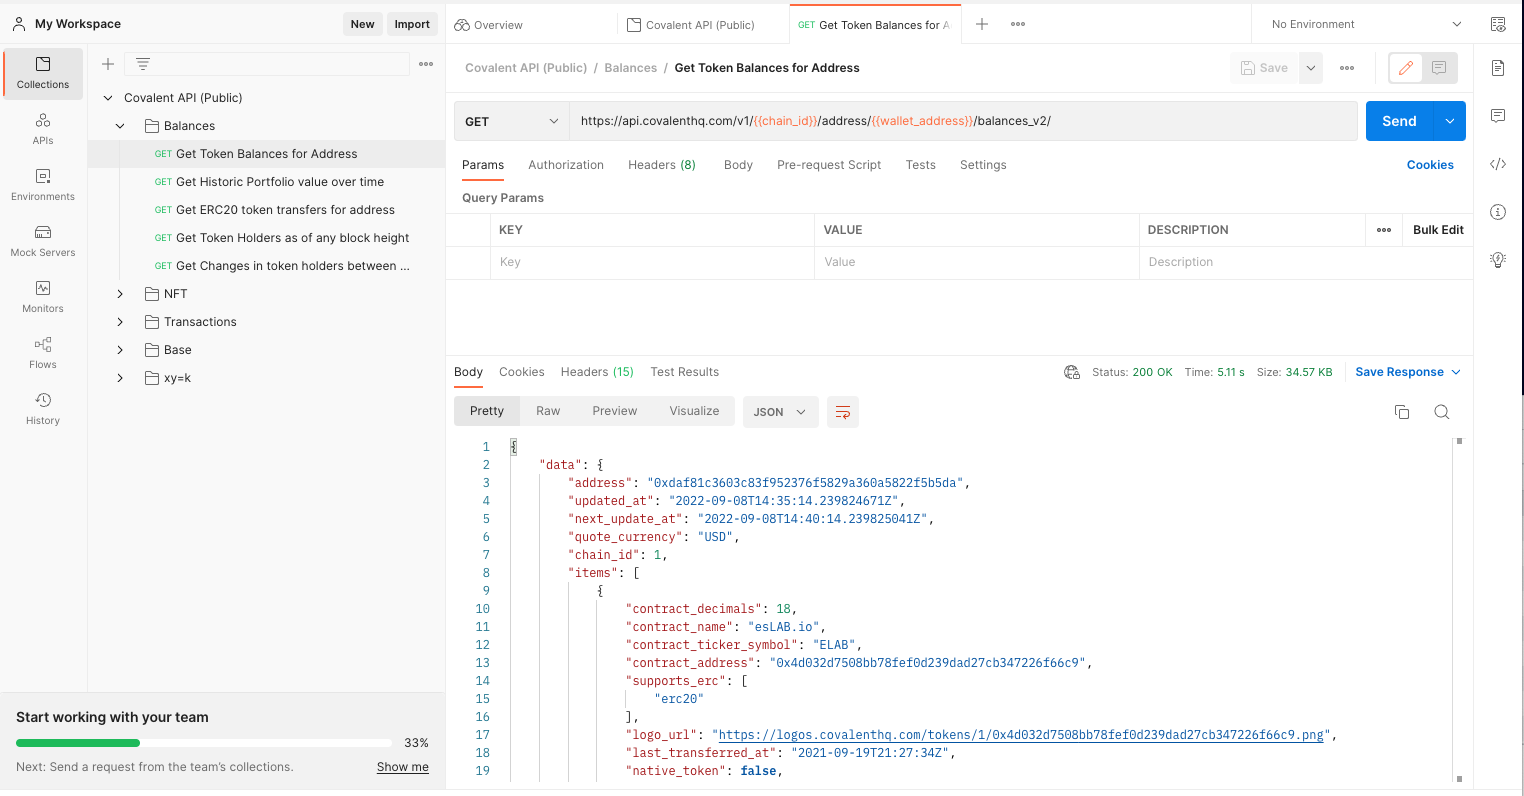 My Workspace
New
Import
Overview
Covalent API (Public)
GET Get Token Balances for A
No Environment
Collections
APIs
Environments
Mock Servers
Monitors
Flows
History
Covalent API (Public)
Balances
GET Get Token Balances for Address
GET Get Historic Portfolio value over time
GET Get ERC20 token transfers for address
GET Get Token Holders as of any block height
GET Get Changes in token holders between ...
NFT
Transactions
Base
xy=k
Start working with your team
33%
Next: Send a request from the team's collections.
Show me
Covalent API (Public) / Balances / Get Token Balances for Address
Save
GET
https://api.covalenthq.com/v1/{{chain_id}}/address/{{wallet_address}}/balances_v2/
Send
Params Authorization Headers (8) Body Pre-request Script Tests Settings
Cookies
Query Params
KEY VALUE DESCRIPTION
Bulk Edit
Key Value Description
Body Cookies Headers (15) Test Results
Status: 200 OK Time: 5.11 s Size: 34.57 KB
Save Response
Pretty Raw Preview Visualize
JSON
1 {
2 "data": {
3 "address": "0xdaf81c3603c83f952376f5829a360a5822f5b5da",
4 "updated_at": "2022-09-08T14:35:14.239824671Z",
5 "next_update_at": "2022-09-08T14:40:14.239825041Z",
6 "quote_currency": "USD",
7 "chain_id": 1,
8 "items": [
9 {
10 "contract_decimals": 18,
11 "contract_name": "esLAB.io",
12 "contract_ticker_symbol": "ELAB",
13 "contract_address": "0x4d032d7508bb78fef0d239dad27cb347226f66c9",
14 "supports_erc": [
15 "erc20"
16 ],
17 "logo_url": "https://logos.covalenthq.com/tokens/1/0x4d032d7508bb78fef0d239dad27cb347226f66c9.png",
18 "last_transferred_at": "2021-09-19T21:27:34Z",
19 "native_token": false,